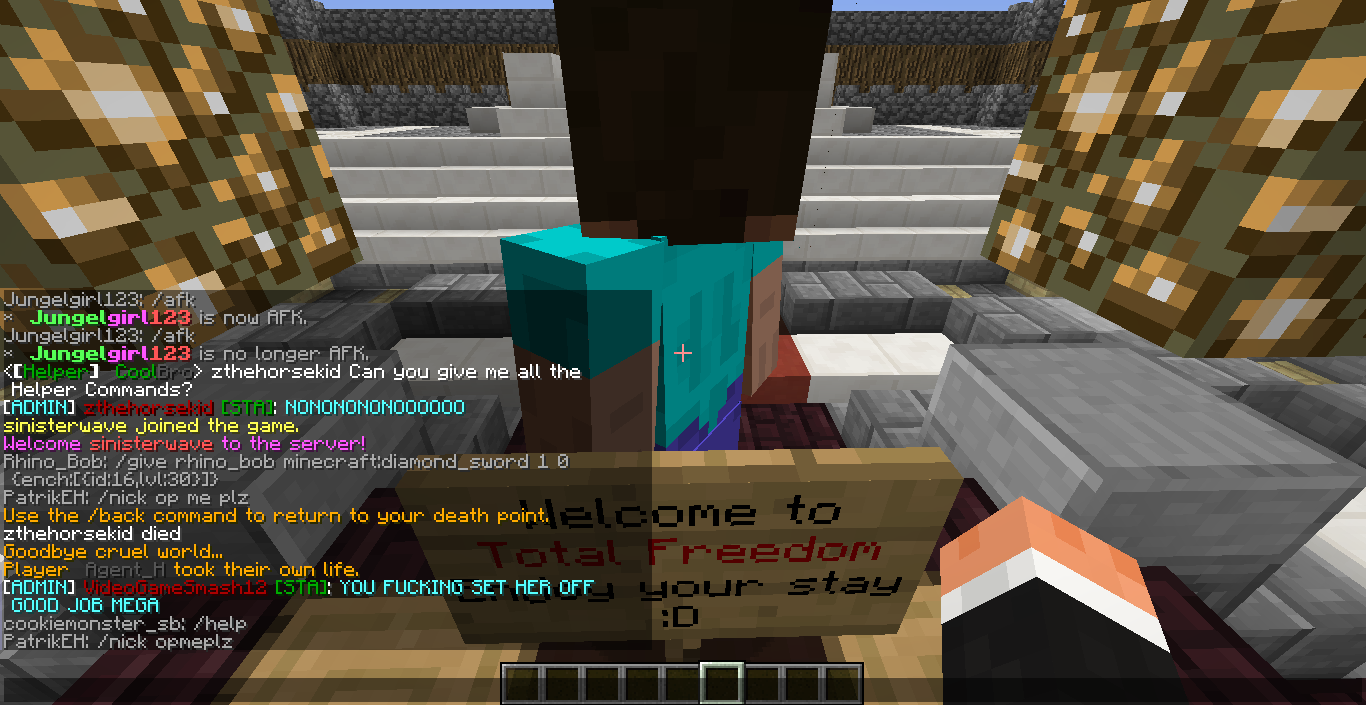 Jungelgirl123: /afk
* Jungelgirl123 is now AFK.
Jungelgirl123: /afk
* Jungelgirl123 is no longer AFK.
<[Helper] CoolBro> zthehorsekid Can you give me all the
Helper Commands?
[ADMIN] zthehorsekid [STA]: NONONONONOOOOOO
sinisterwave joined the game.
Welcome sinisterwave to the server!
Rhino_Bob: /give rhino_bob minecraft:diamond_sword 1 0
{ench:[{id:16,lvl:30}]}
PatrikEH: /nick op me plz
Use the /back command to return to your death point.
zthehorsekid died
Goodbye cruel world...
Player Agent_H took their own life.
[ADMIN] VideoGameSmash12 [STA]: YOU FUCKING SET HER OFF
GOOD JOB MEGA
cookiemonster_sb: /help
PatrikEH: /nick opmeplz
Welcome to
Total Freedom
Enjoy your stay
:D